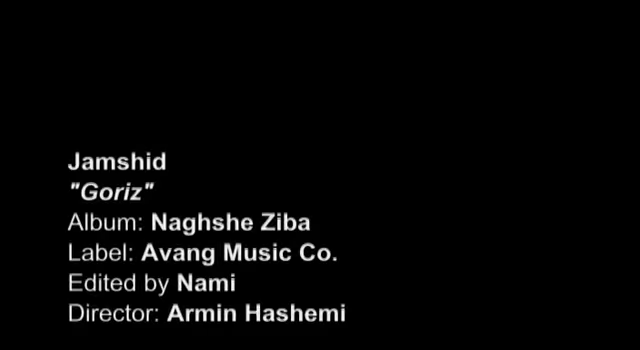 Jamshid
"Goriz"
Album: Naghshe Ziba
Label: Avang Music Co.
Edited by Nami
Director: Armin Hashemi